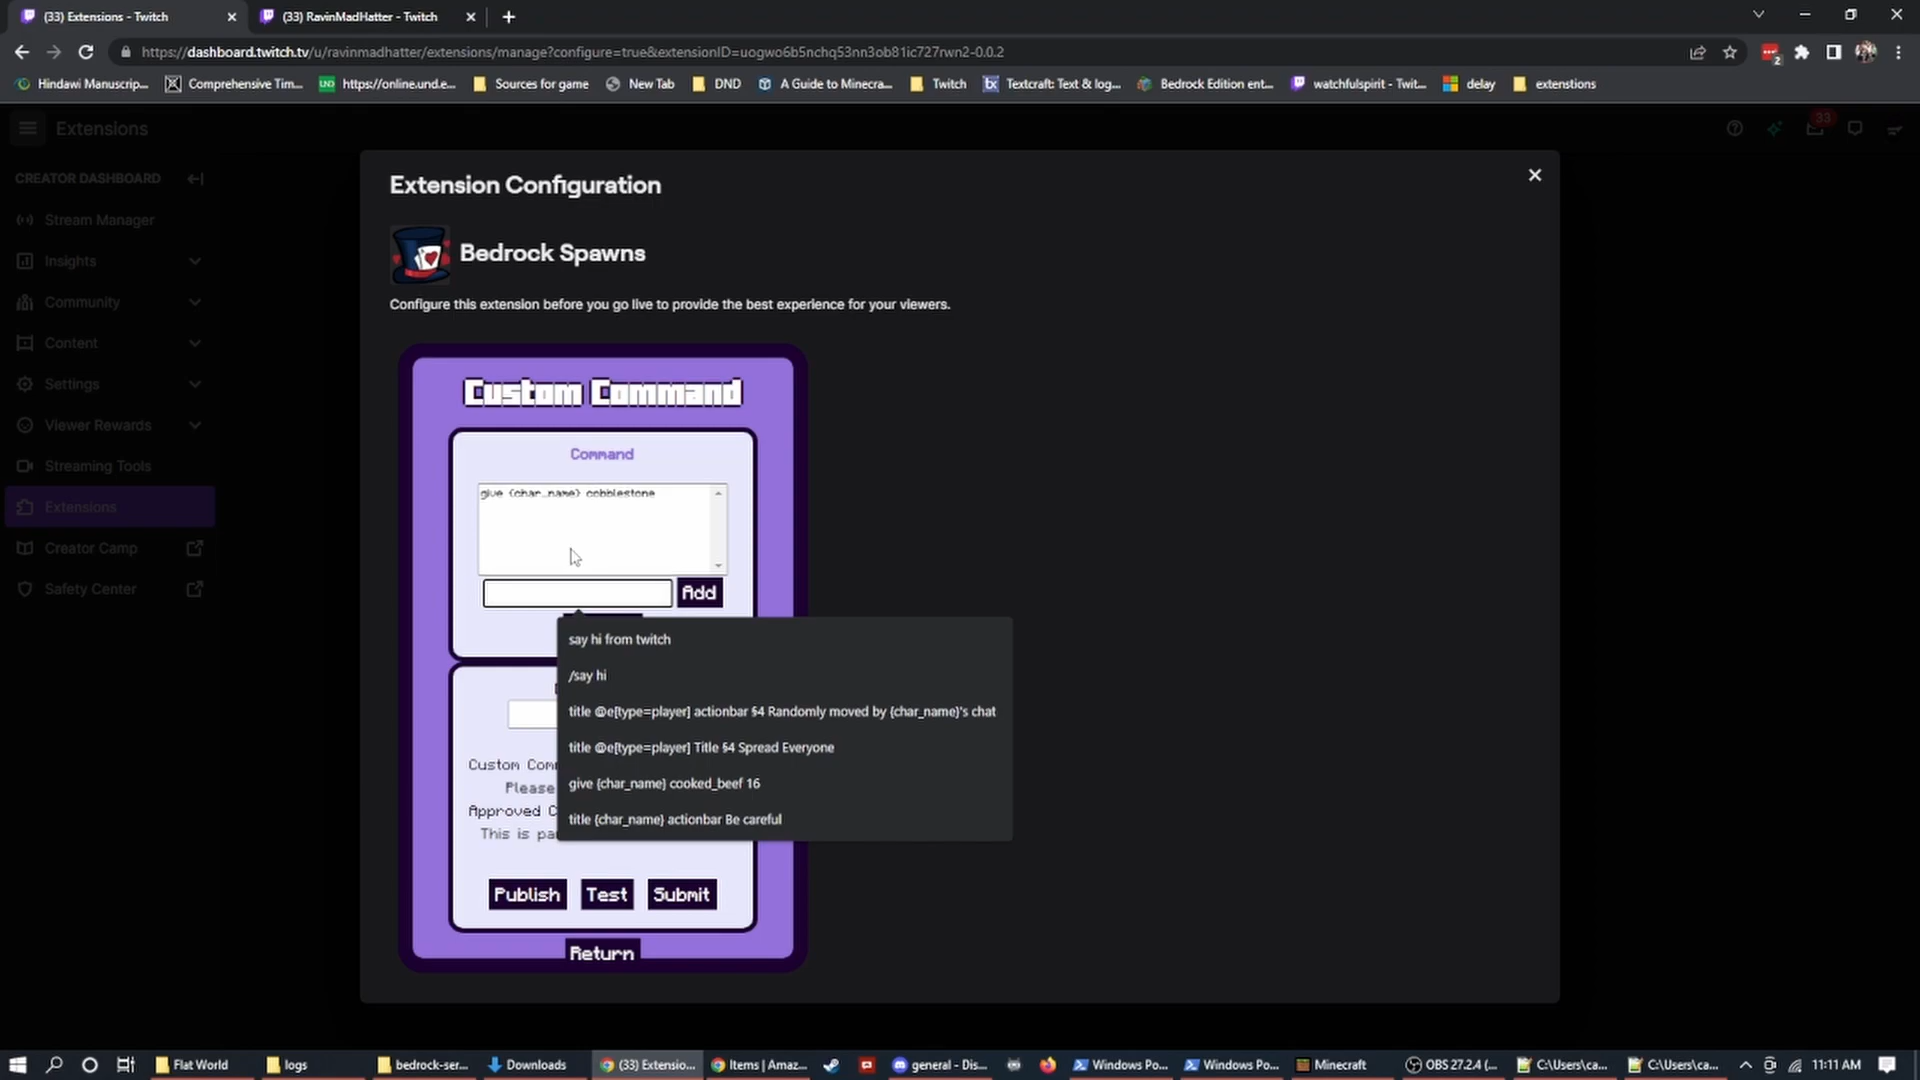 (33) Extensions - Twitch
(33) RavinMadHatter - Twitch
https://dashboard.twitch.tv/u/ravinmadhatter/extensions/manage?configure=true&extensionID=uogwo6b5nchq53nn3ob81ic727rwn2-0.0.2
2
Hindawi Manuscrip...
Comprehensive Tim...
https://online.und.e...
Sources for game
New Tab
DND
A Guide to Minecra...
Twitch
Textcraft: Text & log...
Bedrock Edition ent...
watchfulspirit - Twit...
delay
extenstions
Extensions
33
CREATOR DASHBOARD
Stream Manager
Insights
Community
Content
Settings
Viewer Rewards
Streaming Tools
Extensions
Creator Camp
Safety Center
Extension Configuration
Bedrock Spawns
Configure this extension before you go live to provide the best experience for your viewers.
Custom Command
Command
give {char_name} cobblestone
Add
say hi from twitch
/say hi
title @e[type=player] actionbar §4 Randomly moved by {char_name}'s chat
title @e[type=player] Title §4 Spread Everyone
give {char_name} cooked_beef 16
title {char_name} actionbar Be careful
Custom Com
Please
Approved C
This is pa
Publish
Test
Submit
Return
Flat World
logs
bedrock-ser...
Downloads
(33) Extensio...
Items | Amaz...
general - Dis...
Windows Po...
Windows Po...
Minecraft
OBS 27.2.4 (...
C:\Users\ca...
C:\Users\ca...
11:11 AM